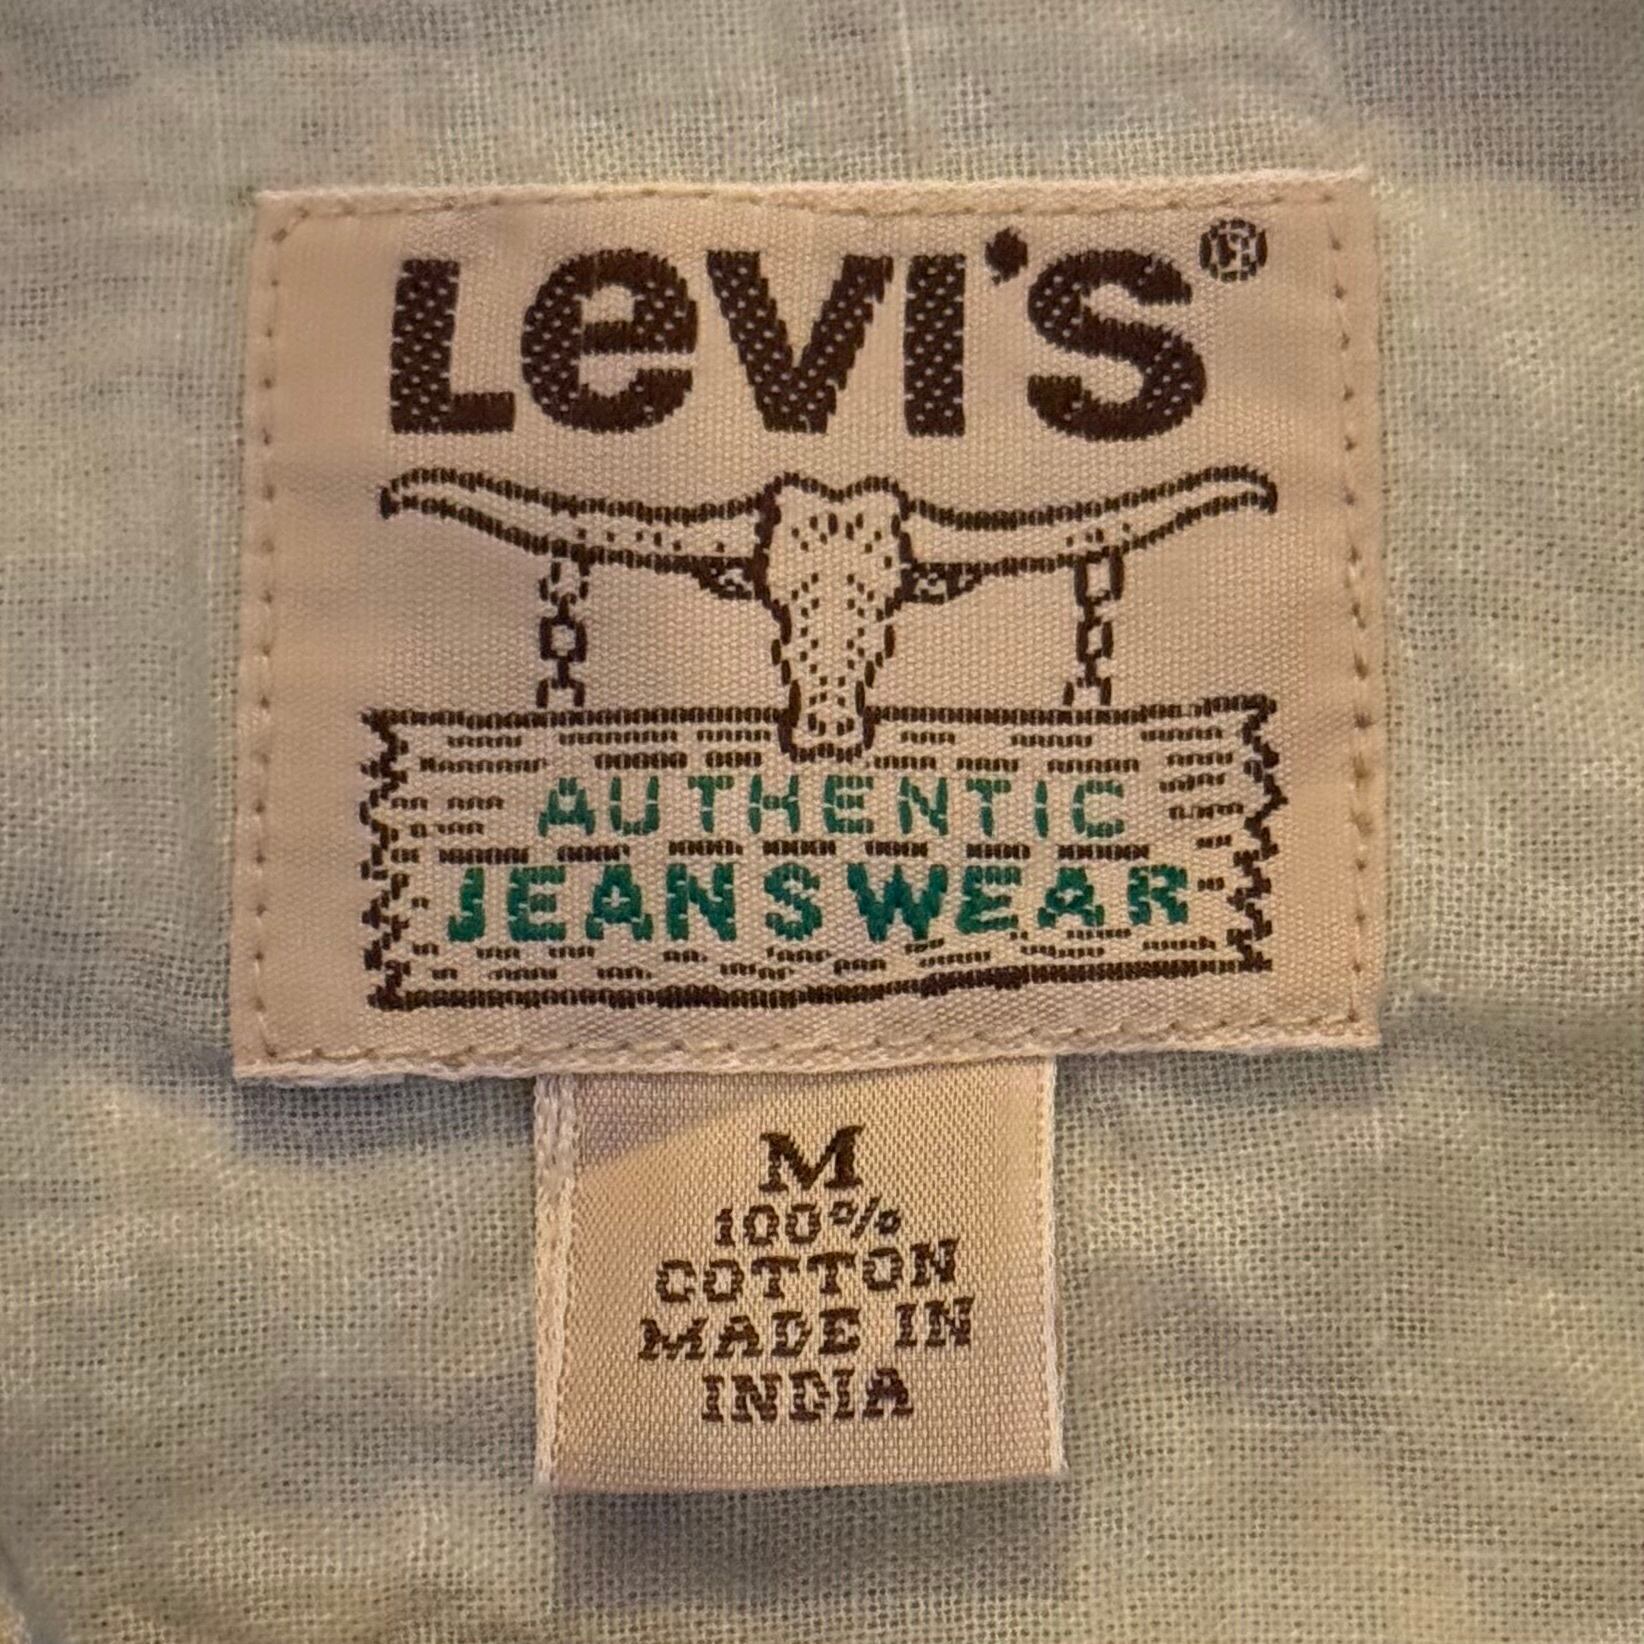 Levi's®
AUTHENTIC
JEANSWEAR
M
100%
COTTON
MADE IN
INDIA